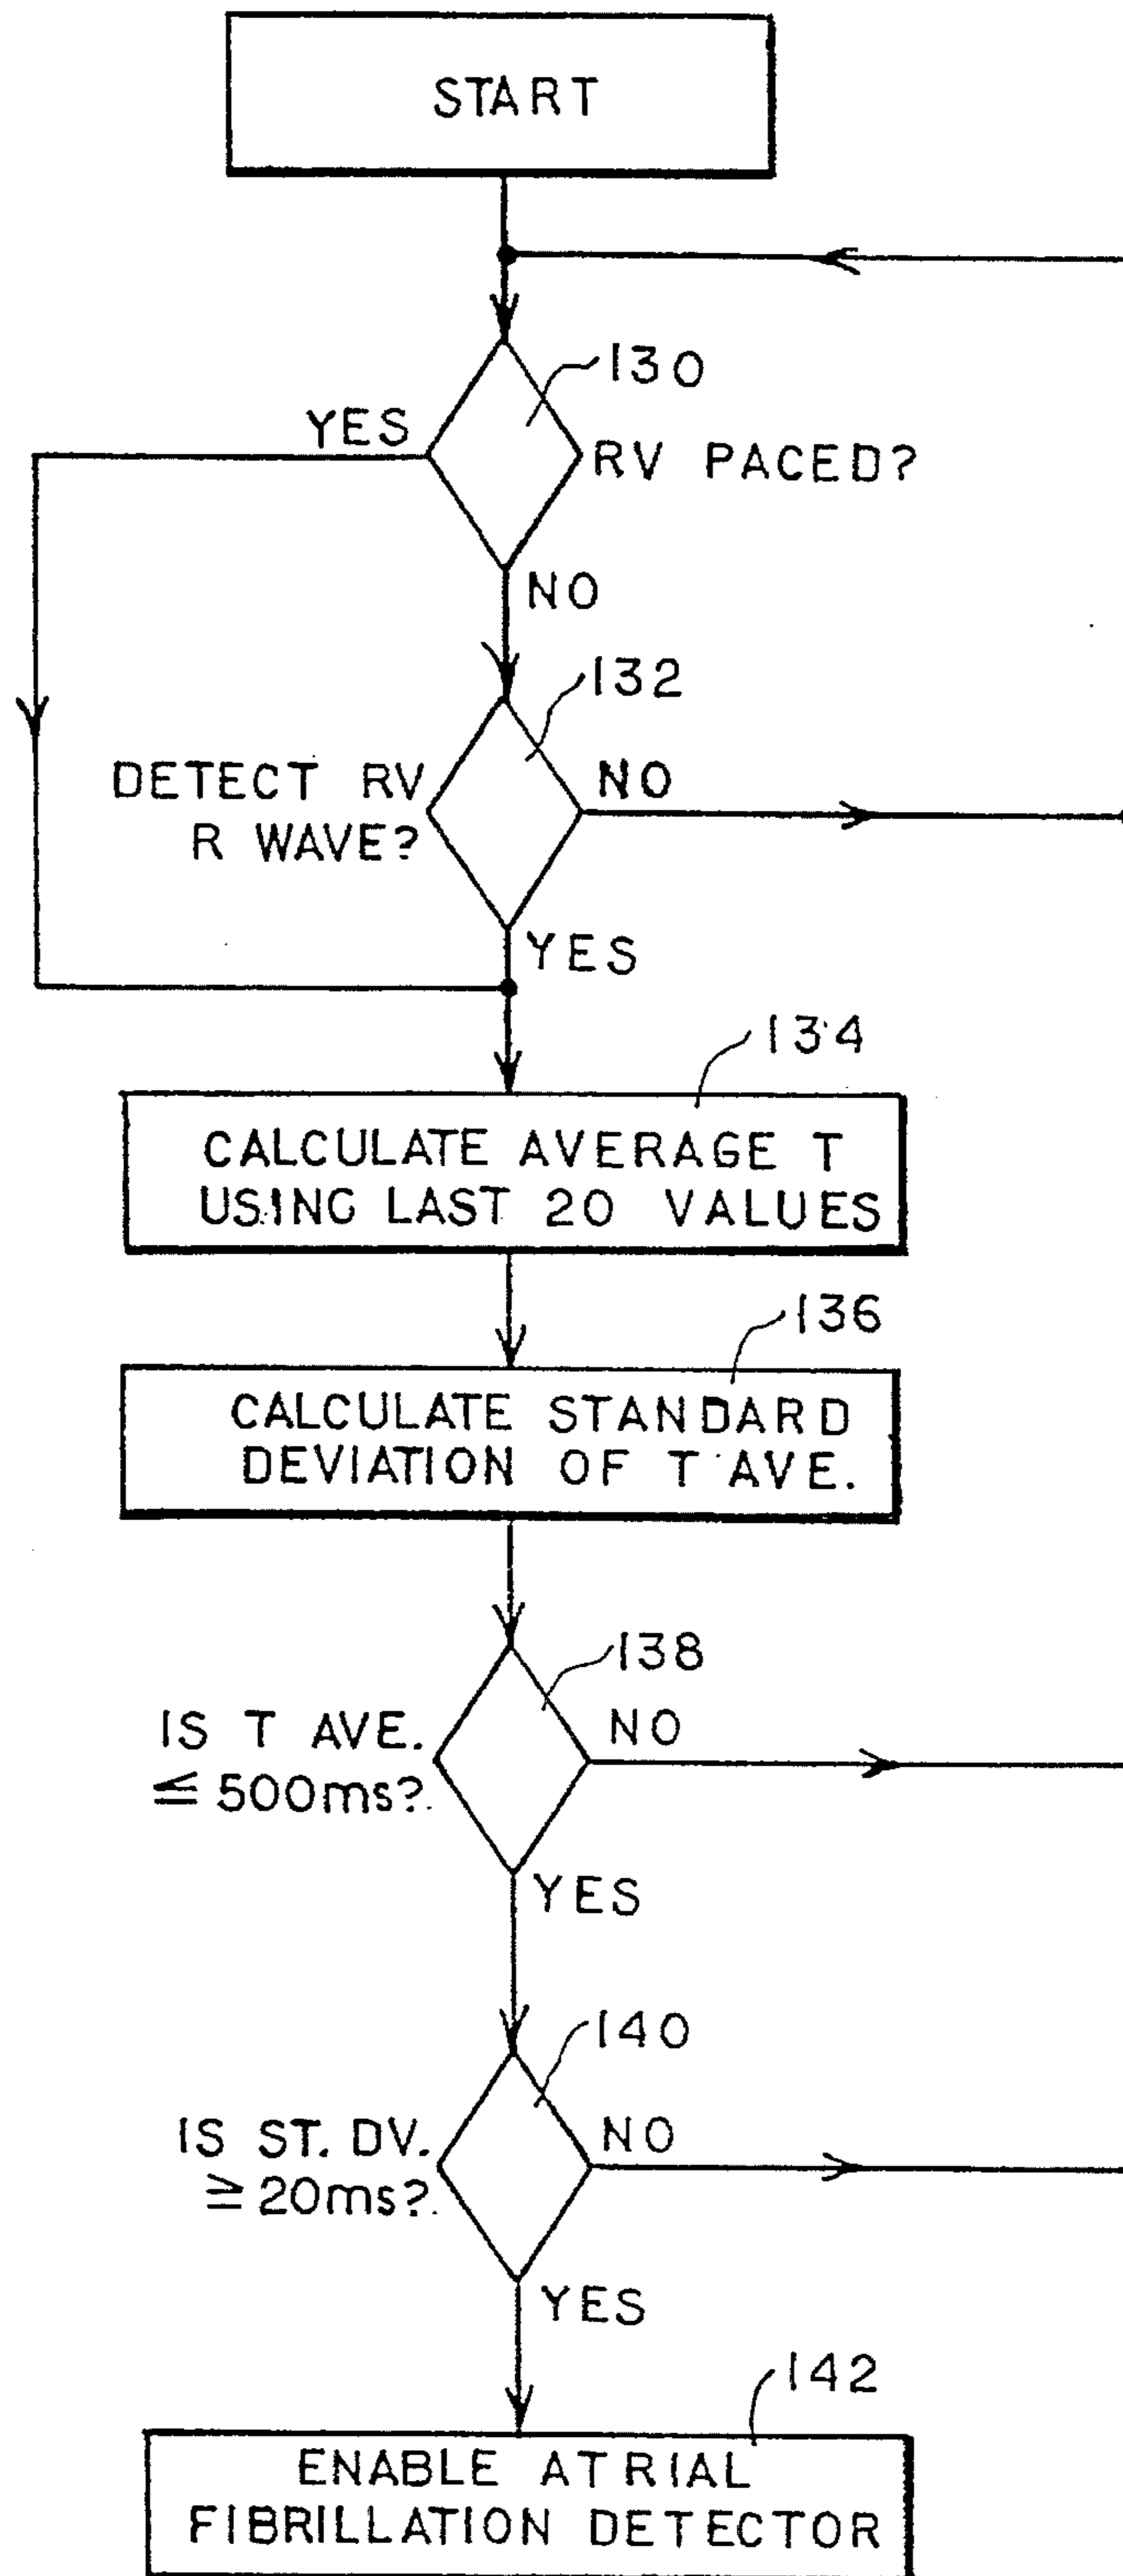 START
130
YES
RV PACED?
NO
132
DETECT RV
R WAVE?
NO
YES
134
CALCULATE AVERAGE T
USING LAST 20 VALUES
136
CALCULATE STANDARD
DEVIATION OF T AVE.
138
IS T AVE.
≦ 500ms?
NO
YES
140
IS ST. DV.
≧ 20ms?
NO
YES
142
ENABLE ATRIAL
FIBRILLATION DETECTOR